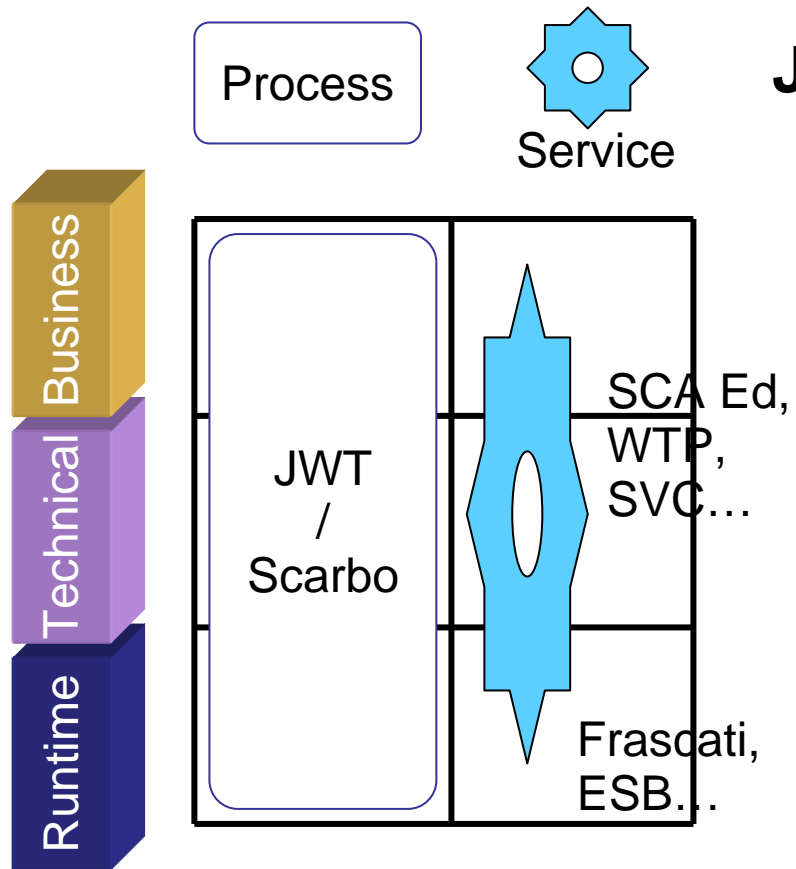 Process
J
Service
Business
SCA Ed,
WTP,
SVC…
Technical
JWT
/
Scarbo
Runtime
Frascati,
ESB…